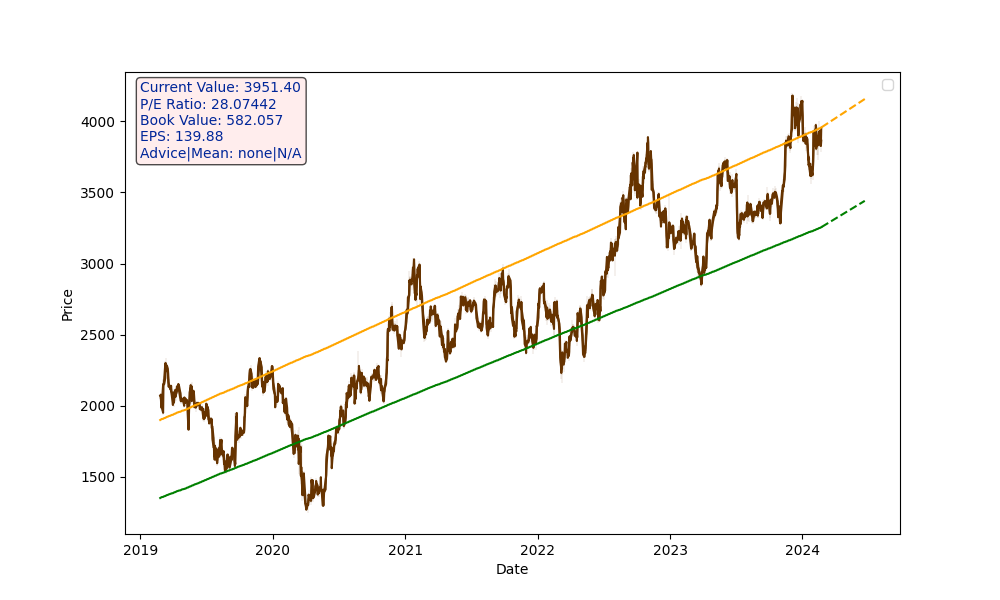 Current Value: 3951.40
P/E Ratio: 28.07442
Book Value: 582.057
EPS: 139.88
Advice|Mean: none|N/A
4000
3500
3000
2500
2000
1500
Price
2019 2020 2021 2022 2023 2024
Date